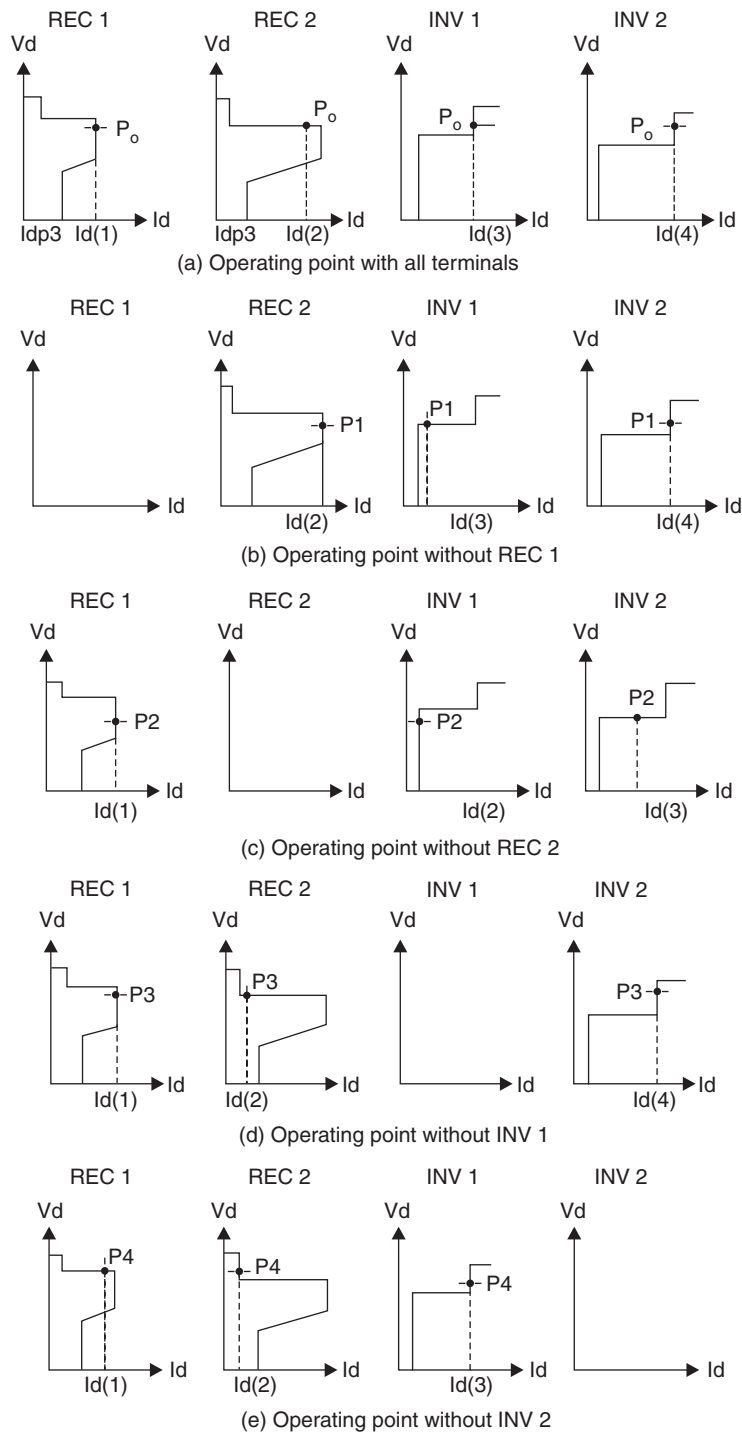 REC 1 REC 2 INV 1 INV 2
Vd Vd Vd Vd
Po Po Po Po
Id Id Id Id
Idp3 Id(1) Idp3 Id(2) Id(3) Id(4)
(a) Operating point with all terminals
REC 1 REC 2 INV 1 INV 2
Vd Vd Vd Vd
P1 P1 P1
Id Id Id Id
Id(2) Id(3) Id(4)
(b) Operating point without REC 1
REC 1 REC 2 INV 1 INV 2
Vd Vd Vd Vd
P2 P2 P2
Id Id Id Id
Id(1) Id(2) Id(3)
(c) Operating point without REC 2
REC 1 REC 2 INV 1 INV 2
Vd Vd Vd Vd
P3 P3 P3
Id Id Id Id
Id(1) Id(2) Id(4)
(d) Operating point without INV 1
REC 1 REC 2 INV 1 INV 2
Vd Vd Vd Vd
P4 P4 P4
Id Id Id Id
Id(1) Id(2) Id(3)
(e) Operating point without INV 2